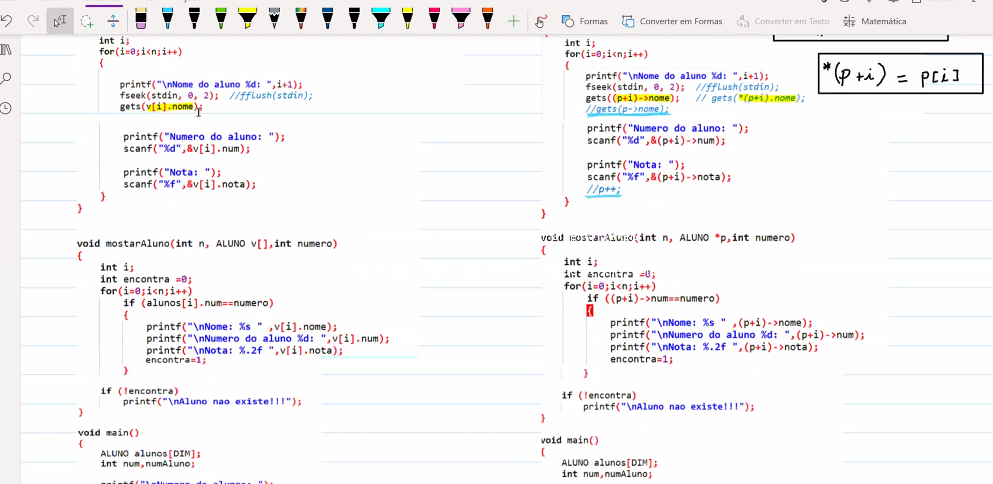 Formas
Converter em Formas
Converter em Texto
Matemática
int i;
for(i=0;i<n;i++)
{
printf("\nNome do aluno %d: ",i+1);
fseek(stdin, 0, 2);  //fflush(stdin);
gets(v[i].nome);
printf("Numero do aluno: ");
scanf("%d",&v[i].num);
printf("Nota: ");
scanf("%f",&v[i].nota);
}
}
void mostarAluno(int n, ALUNO v[],int numero)
{
int i;
int encontra =0;
for(i=0;i<n;i++)
if (alunos[i].num==numero)
{
printf("\nNome: %s " ,v[i].nome);
printf("\nNumero do aluno %d: ",v[i].num);
printf("\nNota: %.2f ",v[i].nota);
encontra=1;
}
if (!encontra)
printf("\nAluno nao existe!!!");
}
void main()
{
ALUNO alunos[DIM];
int num,numAluno;
int i;
for(i=0;i<n;i++)
{
printf("\nNome do aluno %d: ",i+1);
fseek(stdin, 0, 2);  //fflush(stdin);
gets((p+i)->nome);  // gets(*(p+i).nome);
//gets(p->nome);
printf("Numero do aluno: ");
scanf("%d",&(p+i)->num);
printf("Nota: ");
scanf("%f",&(p+i)->nota);
//p++;
}
}
void mostarAluno(int n, ALUNO *p,int numero)
{
int i;
int encontra =0;
for(i=0;i<n;i++)
if ((p+i)->num==numero)
{
printf("\nNome: %s " ,(p+i)->nome);
printf("\nNumero do aluno %d: ",(p+i)->num);
printf("\nNota: %.2f ",(p+i)->nota);
encontra=1;
}
if (!encontra)
printf("\nAluno nao existe!!!");
}
void main()
{
ALUNO alunos[DIM];
int num,numAluno;
*(p+i) = p[i]